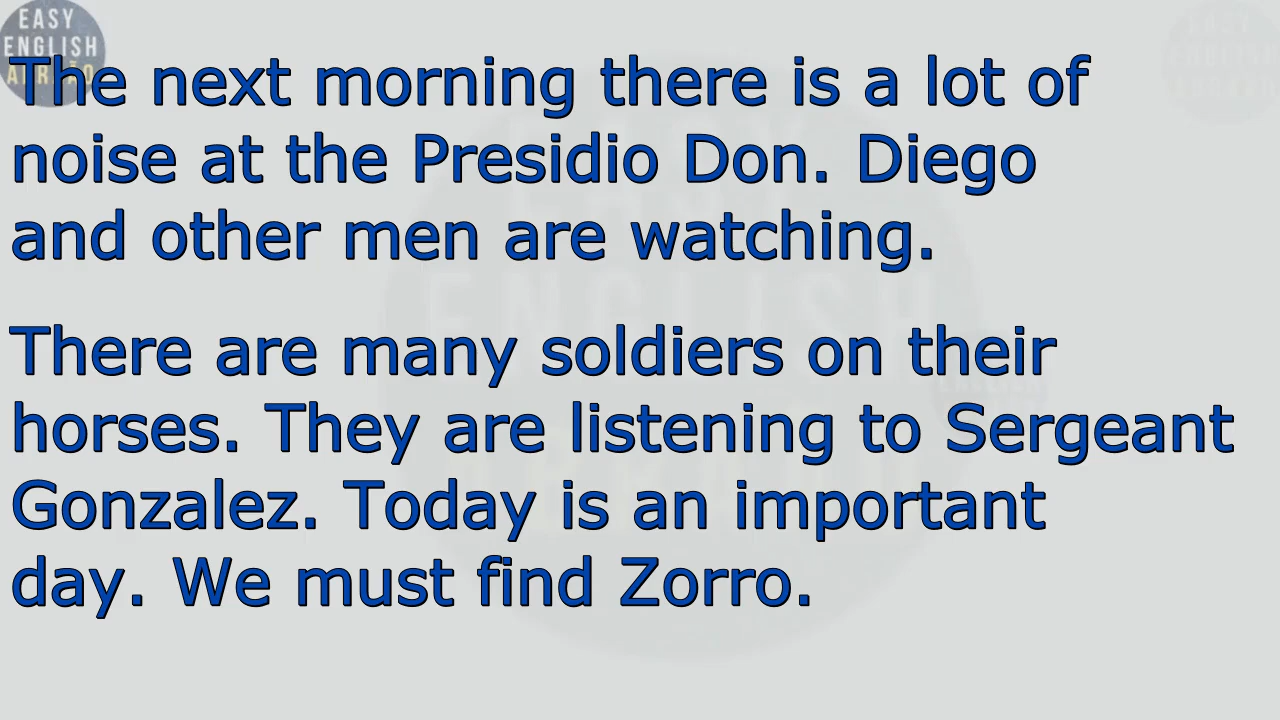 EASY
ENGLISH
ABROAD
The next morning there is a lot of
noise at the Presidio Don. Diego
and other men are watching.
There are many soldiers on their
horses. They are listening to Sergeant
Gonzalez. Today is an important
day. We must find Zorro.